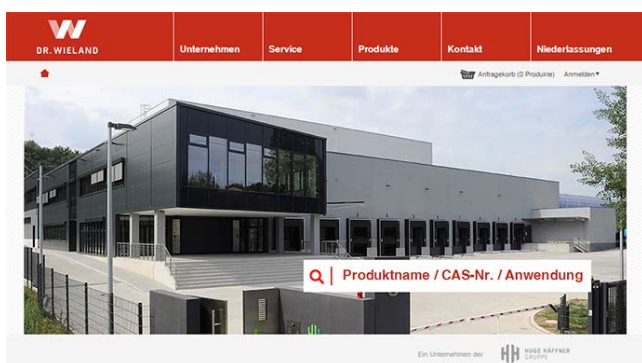 DR. WIELAND
Unternehmen Service Produkte Kontakt Niederlassungen
Anfragekorb (0 Produkte) Anmelden
Produktname / CAS-Nr. / Anwendung
Ein Unternehmen der HUGO HÄFFNER
GRUPPE